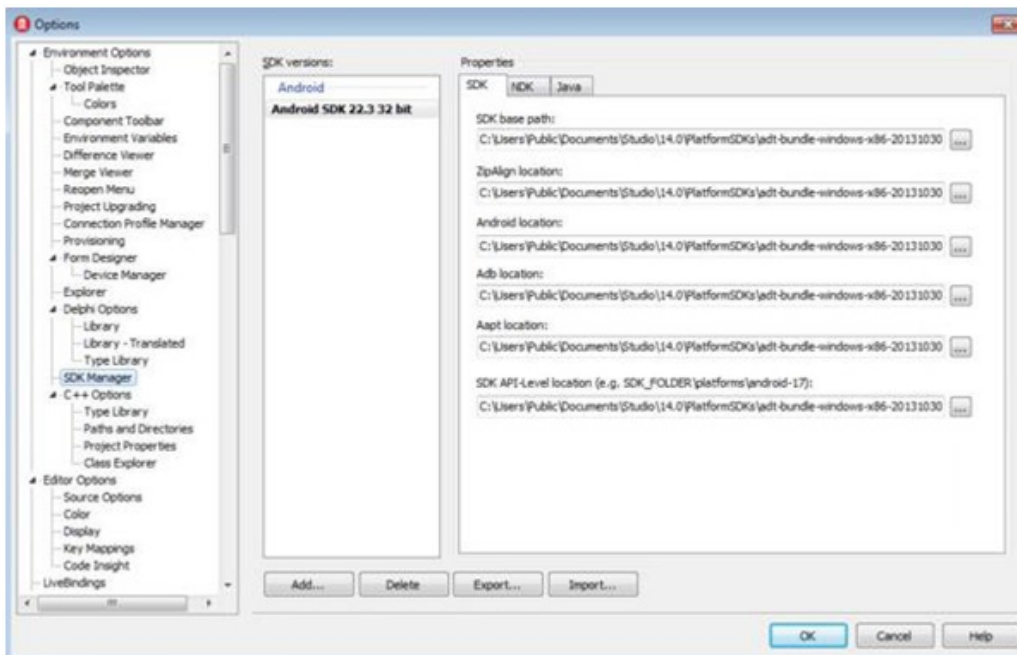 Options
Environment Options
Object Inspector
Tool Palette
Colors
Component Toolbar
Environment Variables
Difference Viewer
Merge Viewer
Reopen Menu
Project Upgrading
Connection Profile Manager
Provisioning
Form Designer
Device Manager
Explorer
Delphi Options
Library
Library - Translated
Type Library
SDK Manager
C++ Options
Type Library
Paths and Directories
Project Properties
Class Explorer
Editor Options
Source Options
Color
Display
Key Mappings
Code Insight
LiveBindings
SDK versions:
Android
Android SDK 22.3 32 bit
Properties
SDK NDK Java
SDK base path:
C:\Users\Public\Documents\Studio\14.0\PlatformSDKs\adt-bundle-windows-x86-20131030 ...
ZipAlign location:
C:\Users\Public\Documents\Studio\14.0\PlatformSDKs\adt-bundle-windows-x86-20131030 ...
Android location:
C:\Users\Public\Documents\Studio\14.0\PlatformSDKs\adt-bundle-windows-x86-20131030 ...
Adb location:
C:\Users\Public\Documents\Studio\14.0\PlatformSDKs\adt-bundle-windows-x86-20131030 ...
Aapt location:
C:\Users\Public\Documents\Studio\14.0\PlatformSDKs\adt-bundle-windows-x86-20131030 ...
SDK API-Level location (e.g. SDK_FOLDER\platforms\android-17):
C:\Users\Public\Documents\Studio\14.0\PlatformSDKs\adt-bundle-windows-x86-20131030 ...
Add... Delete Export... Import...
OK Cancel Help